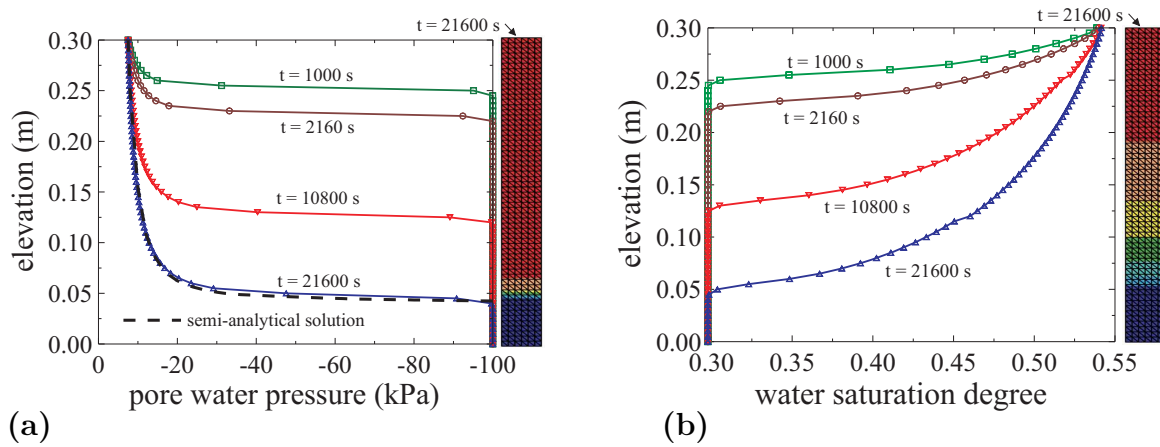 t = 21600 s
0.30
0.25
0.20
0.15
0.10
0.05
0.00
elevation (m)
t = 1000 s
t = 2160 s
t = 10800 s
t = 21600 s
semi-analytical solution
0 -20 -40 -60 -80 -100
pore water pressure (kPa)
(a)
t = 21600 s
0.30
0.25
0.20
0.15
0.10
0.05
0.00
elevation (m)
t = 1000 s
t = 2160 s
t = 10800 s
t = 21600 s
0.30 0.35 0.40 0.45 0.50 0.55
water saturation degree
(b)